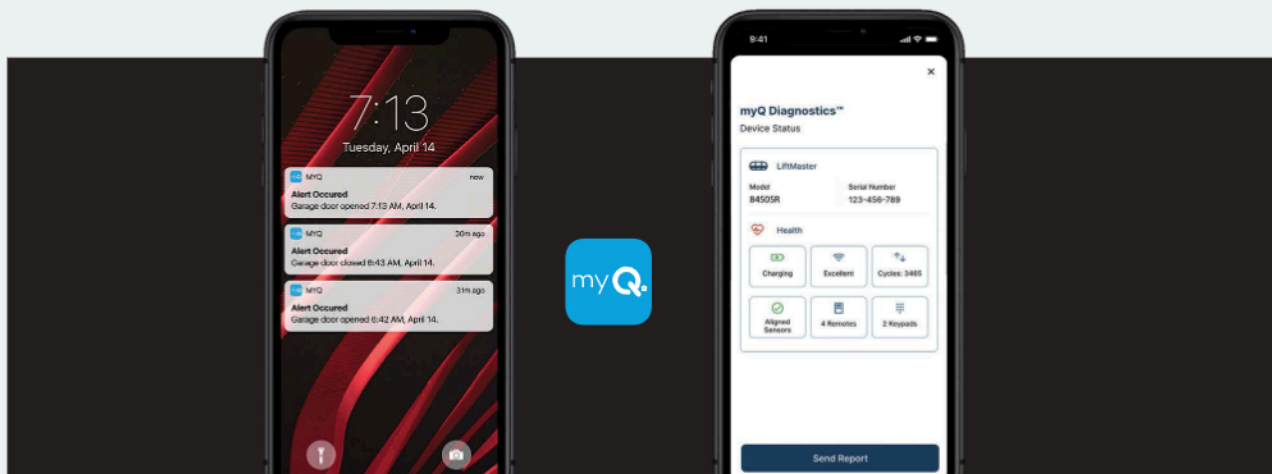 7:13
Tuesday, April 14
MYQ
now
Alert Occured
Garage door opened 7:13 AM, April 14.
MYQ
30m ago
Alert Occured
Garage door closed 6:43 AM, April 14.
MYQ
31m ago
Alert Occured
Garage door opened 6:42 AM, April 14.
myQ
9:41
×
myQ Diagnostics™
Device Status
LiftMaster
Model
Serial Number
84505R
123-456-789
Health
Charging
Excellent
Cycles: 3465
Aligned
Sensors
4 Remotes
2 Keypads
Send Report